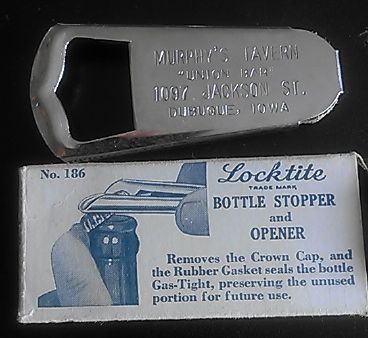 MURPHY'S TAVERN
"UNION BAR"
1097 JACKSON ST.
DUBUQUE, IOWA
No. 186
Locktite
TRADE MARK
BOTTLE STOPPER
and
OPENER
Removes the Crown Cap, and
the Rubber Gasket seals the bottle
Gas-Tight, preserving the unused
portion for future use.